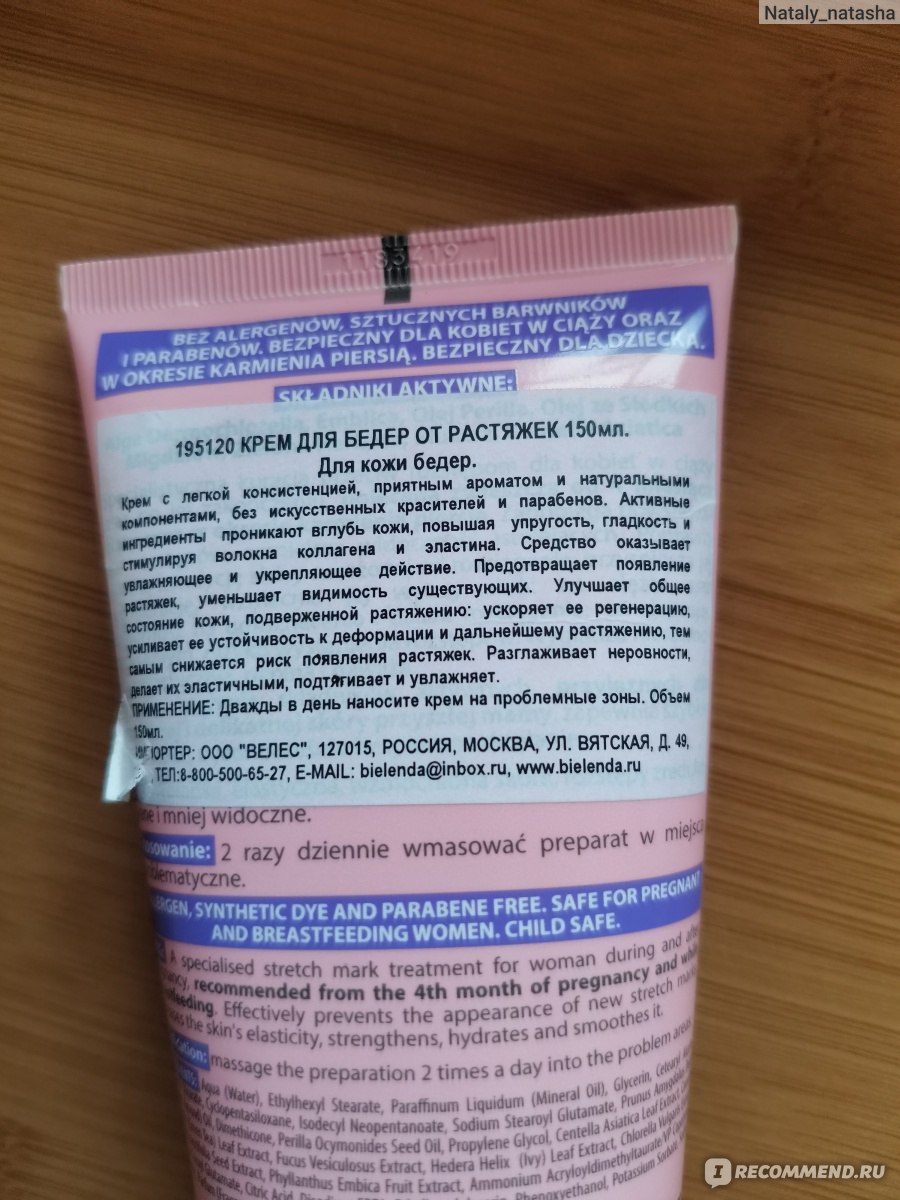 Nataly_natasha
BEZ ALERGENÓW, SZTUCZNYCH BARWNIKÓW
I PARABENÓW. BEZPIECZNY DLA KOBIET W CIĄŻY ORAZ
W OKRESIE KARMIENIA PIERSIĄ. BEZPIECZNY DLA DZIECKA.
SKŁADNIKI AKTYWNE:
195120 КРЕМ ДЛЯ БЕДЕР ОТ РАСТЯЖЕК 150мл.
Для кожи бедер.
Крем с легкой консистенцией, приятным ароматом и натуральными
компонентами, без искусственных красителей и парабенов. Активные
ингредиенты проникают вглубь кожи, повышая упругость, гладкость и
стимулируя волокна коллагена и эластина. Средство оказывает
увлажняющее и укрепляющее действие. Предотвращает появление
растяжек, уменьшает видимость существующих. Улучшает общее
состояние кожи, подверженной растяжению: ускоряет ее регенерацию,
усиливает ее устойчивость к деформации и дальнейшему растяжению, тем
самым снижается риск появления растяжек. Разглаживает неровности,
делает их эластичными, подтягивает и увлажняет.
ПРИМЕНЕНИЕ: Дважды в день наносите крем на проблемные зоны. Объем
150мл.
ООО "ВЕЛЕС", 127015, РОССИЯ, МОСКВА, УЛ. ВЯТСКАЯ, Д. 49,
ТЕЛ:8-800-500-65-27, E-MAIL: bielenda@inbox.ru, www.bielenda.ru
i mniej widoczne.
2 razy dziennie wmasować preparat w miejsca
SYNTHETIC DYE AND PARABENE FREE. SAFE FOR PREGNANT
AND BREASTFEEDING WOMEN. CHILD SAFE.
A specialised stretch mark treatment for woman during and after
recommended from the 4th month of pregnancy and
Effectively prevents the appearance of new stretch
the skin's elasticity, strengthens, hydrates and smoothes it.
massage the preparation 2 times a day into the problem areas.
Aqua (Water), Ethylhexyl Stearate, Paraffinum Liquidum (Mineral Oil), Glycerin,
Cyclopentasiloxane, Isodecyl Neopentanoate, Sodium Stearoyl Glutamate, Prunus
Dimethicone, Perilla Ocymoides Seed Oil, Propylene Glycol, Centella Asiatica Leaf Extract
Leaf Extract, Fucus Vesiculosus Extract, Hedera Helix (Ivy) Leaf Extract, Chlorella Vulgaris
Seed Extract, Phyllanthus Emblica Fruit Extract, Ammonium Acryloyldimethyltaurate/VP
Citric Acid, Phenoxyethanol, Potassium Sorbate
IRECOMMEND.RU